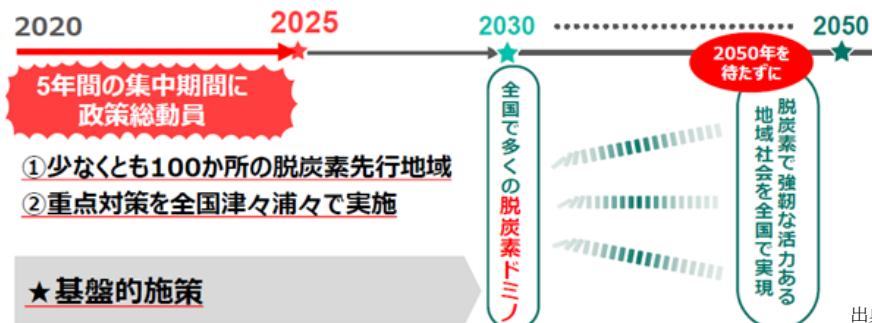 2020
2025
2030
2050
5年間の集中期間に
政策総動員
2050年を
待たずに
①少なくとも100か所の脱炭素先行地域
②重点対策を全国津々浦々で実施
★基盤的施策
全国で多くの脱炭素ドミノ
脱炭素で強靭な活力ある
地域社会を全国で実現
出